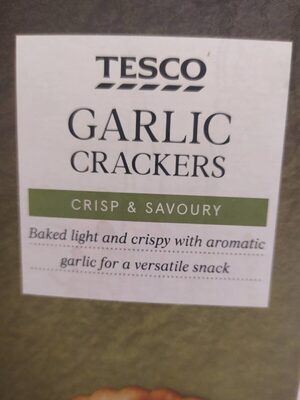 TESCO
GARLIC
CRACKERS
CRISP & SAVOURY
Baked light and crispy with aromatic
garlic for a versatile snack